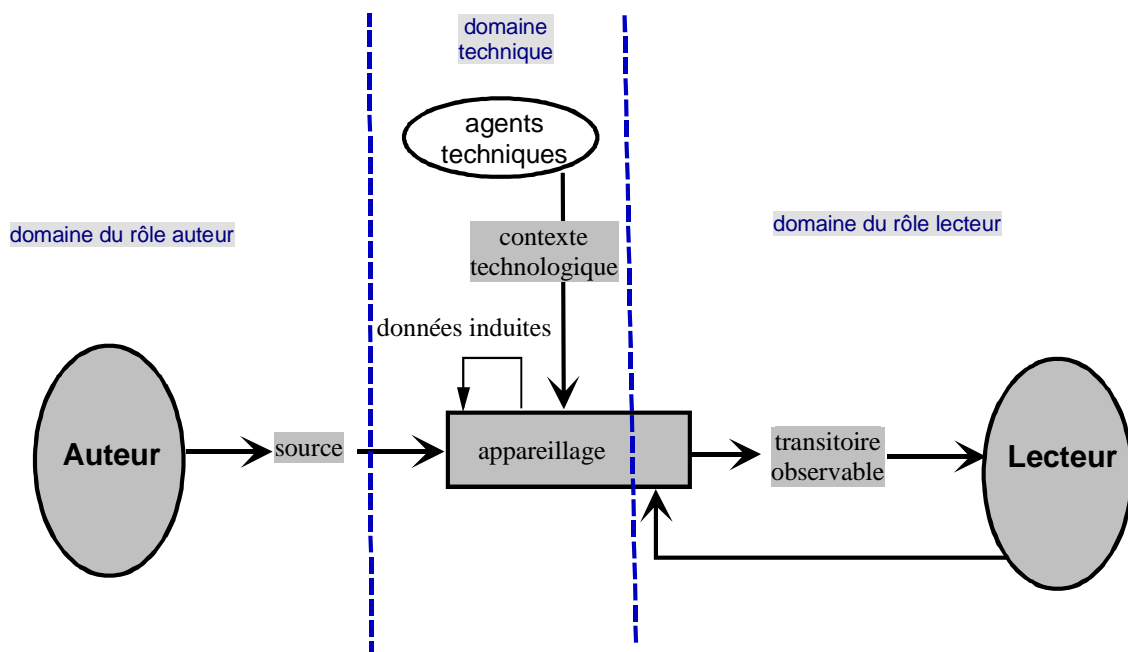 domaine
technique
agents
techniques
domaine du rôle auteur
domaine du rôle lecteur
contexte
technologique
données induites
Auteur
source
appareillage
transitoire
observable
Lecteur